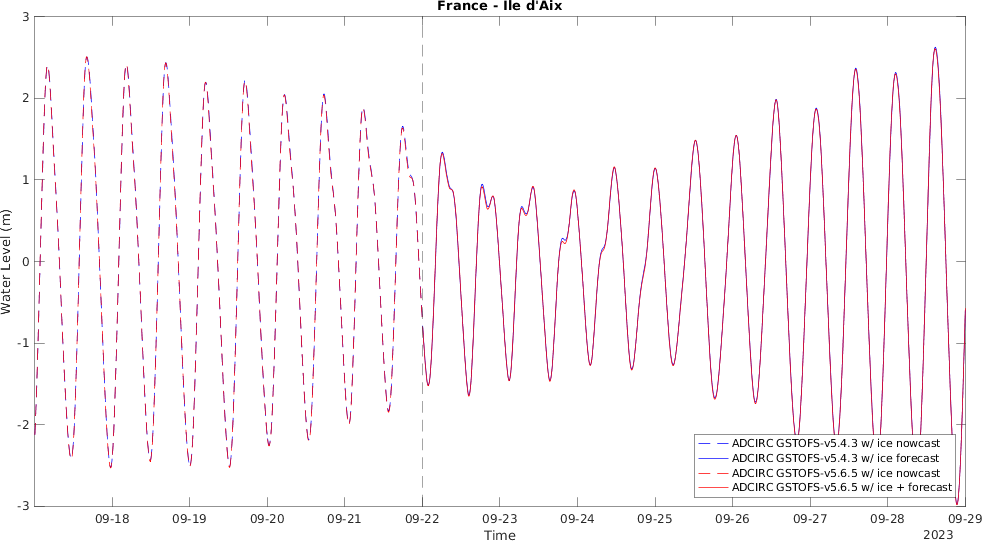 France - Ile d'Aix
3
2
1
0
-1
-2
-3
Water Level (m)
ADCIRC GSTOFS-v5.4.3 w/ ice nowcast
ADCIRC GSTOFS-v5.4.3 w/ ice forecast
ADCIRC GSTOFS-v5.6.5 w/ ice nowcast
ADCIRC GSTOFS-v5.6.5 w/ ice + forecast
09-18 09-19 09-20 09-21 09-22 09-23 09-24 09-25 09-26 09-27 09-28 09-29
Time
2023